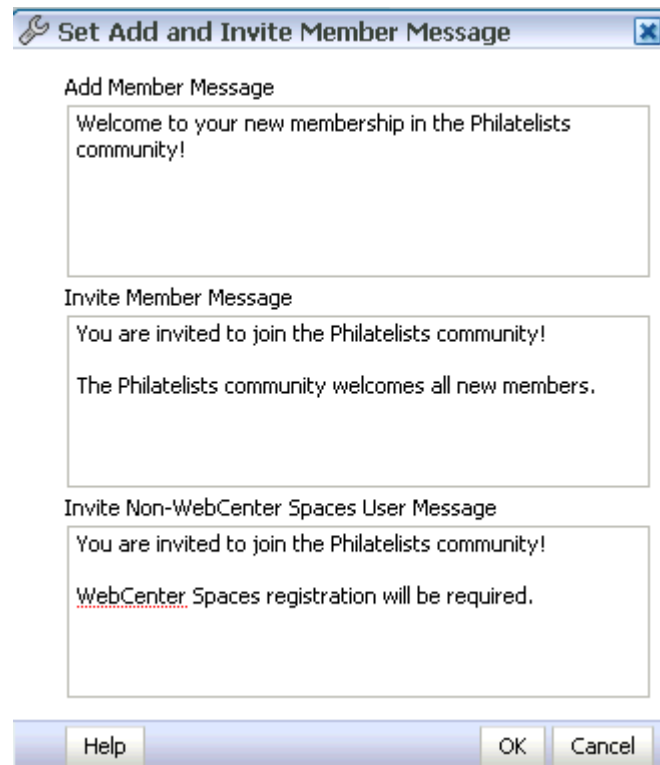 Set Add and Invite Member Message
Add Member Message
Welcome to your new membership in the Philatelists
community!
Invite Member Message
You are invited to join the Philatelists community!
The Philatelists community welcomes all new members.
Invite Non-WebCenter Spaces User Message
You are invited to join the Philatelists community!
WebCenter Spaces registration will be required.
Help
OK
Cancel